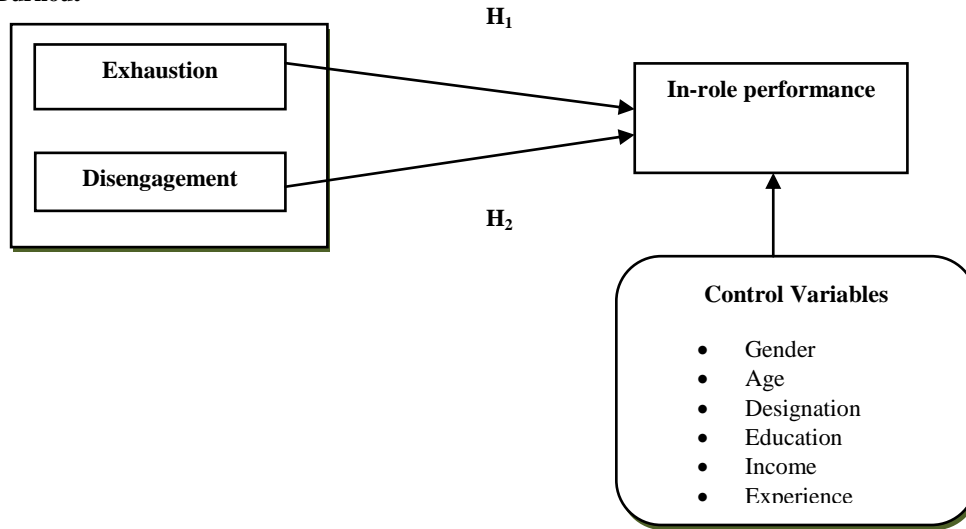 Burnout
H₁
Exhaustion
In-role performance
Disengagement
H₂
Control Variables
• Gender
• Age
• Designation
• Education
• Income
• Experience